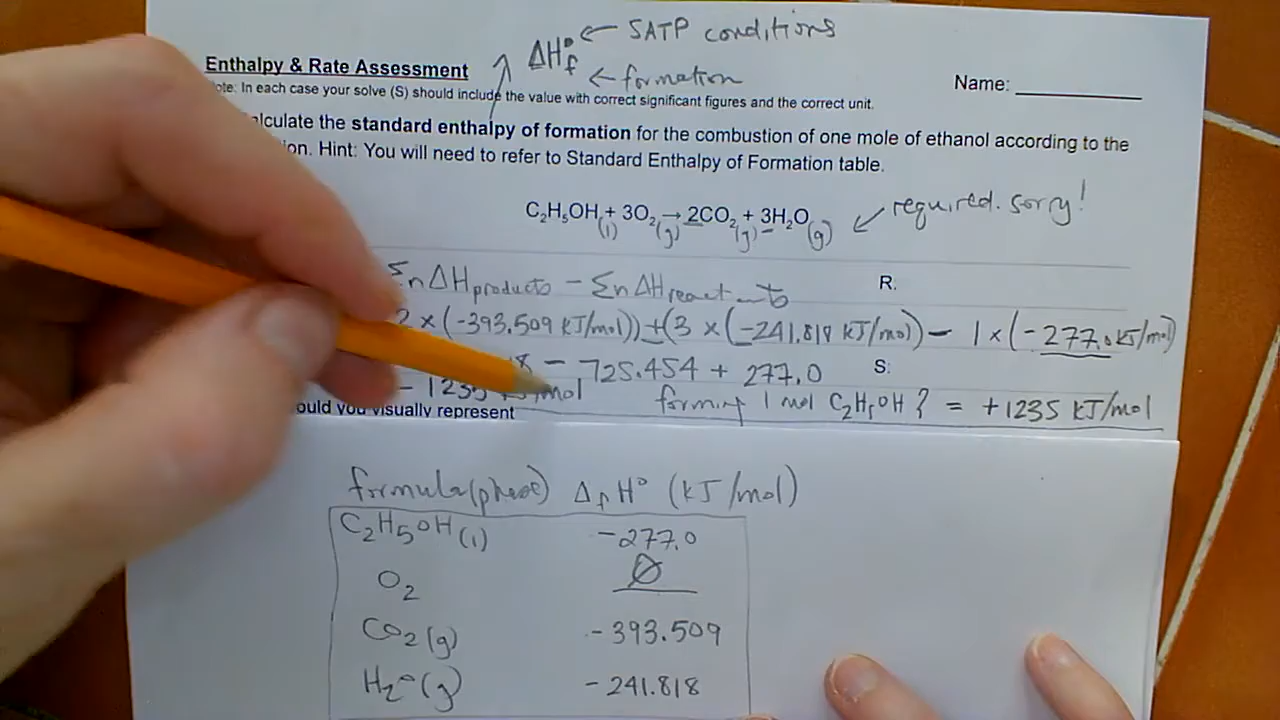 ΔH°f ← SATP conditions
← formation
Enthalpy & Rate Assessment
Name:
ote: In each case your solve (S) should include the value with correct significant figures and the correct unit.
alculate the standard enthalpy of formation for the combustion of one mole of ethanol according to the
ion. Hint: You will need to refer to Standard Enthalpy of Formation table.
C₂H₅OH(l) + 3O₂(g) → 2CO₂(g) + 3H₂O(g) ↙ required. sorry!
ΣnΔHproducts − ΣnΔHreactants R.
2 × (-393.509 kJ/mol)) + (3 × (-241.818 kJ/mol) − 1 × (-277.0 kJ/mol)
8 − 725.454 + 277.0 S:
− 1235 kJ/mol forming 1 mol C₂H₅OH } = +1235 kJ/mol
ould you visually represent
formula(phase) ΔfH° (kJ/mol)
C₂H₅OH(l) -277.0
O₂ Ø
CO₂(g) -393.509
H₂O(g) -241.818